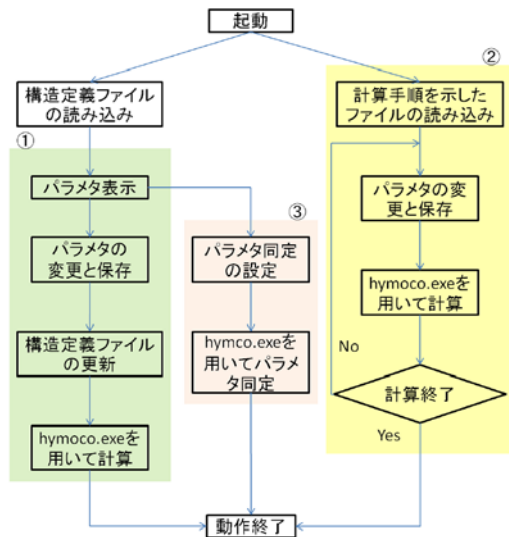 起動
②
構造定義ファイル
の読み込み
計算手順を示した
ファイルの読み込み
①
パラメタ表示
パラメタの変
更と保存
③
パラメタの
変更と保存
パラメタ同定
の設定
hymoco.exeを
用いて計算
構造定義ファイル
の更新
hymco.exeを
用いてパラメ
タ同定
No
計算終了
hymoco.exeを
用いて計算
Yes
動作終了